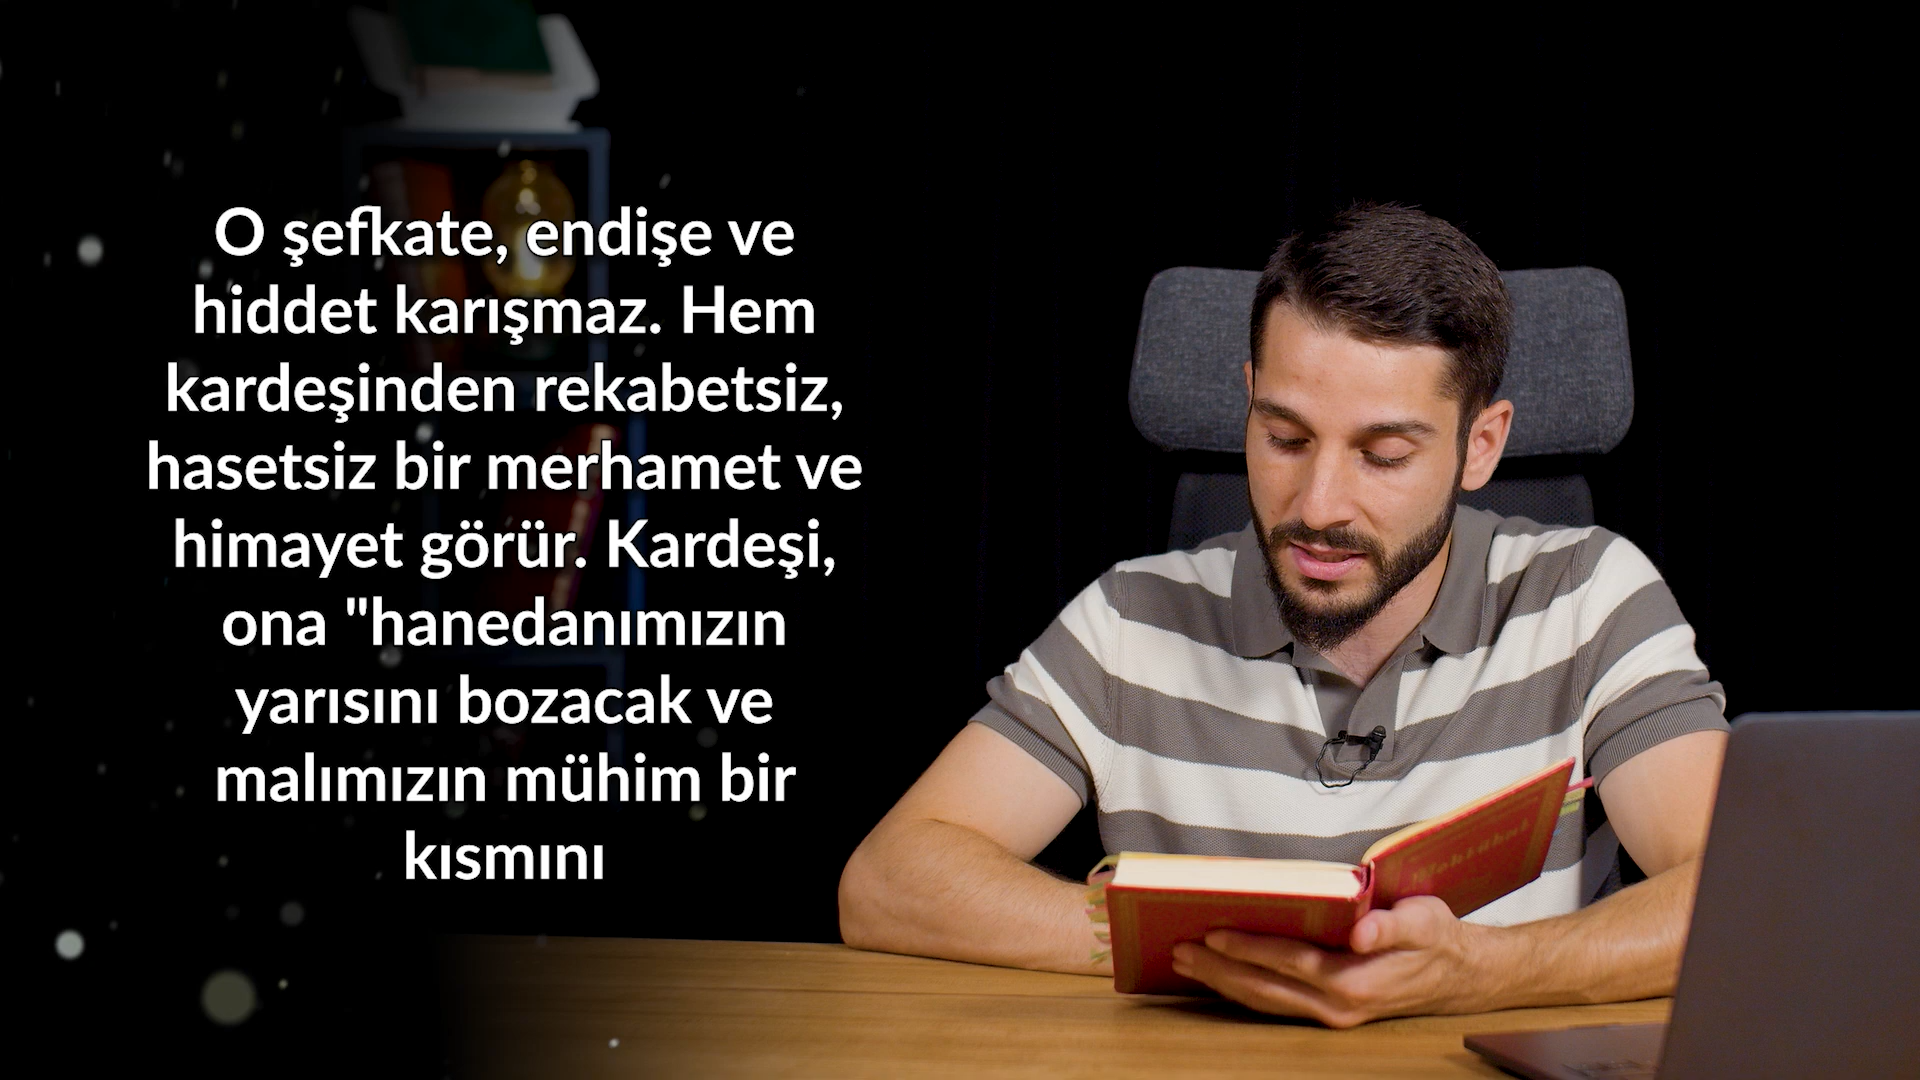 O şefkate, endişe ve
hiddet karışmaz. Hem
kardeşinden rekabetsiz,
hasetsiz bir merhamet ve
himayet görür. Kardeşi,
ona "hanedanımızın
yarısını bozacak ve
malımızın mühim bir
kısmını
Mektûbat